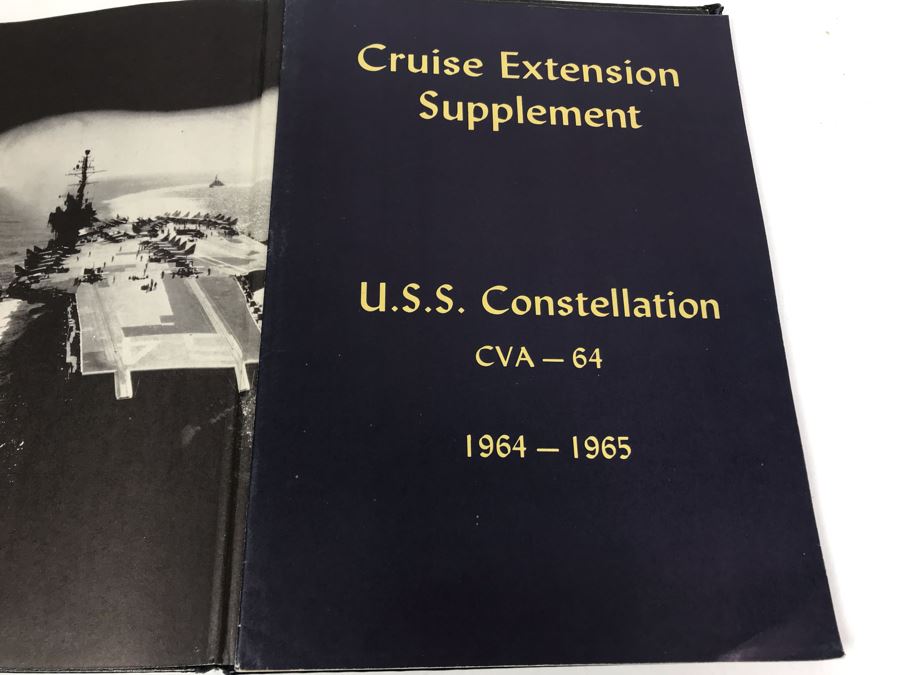 Cruise Extension
Supplement
U.S.S. Constellation
CVA — 64
1964 — 1965